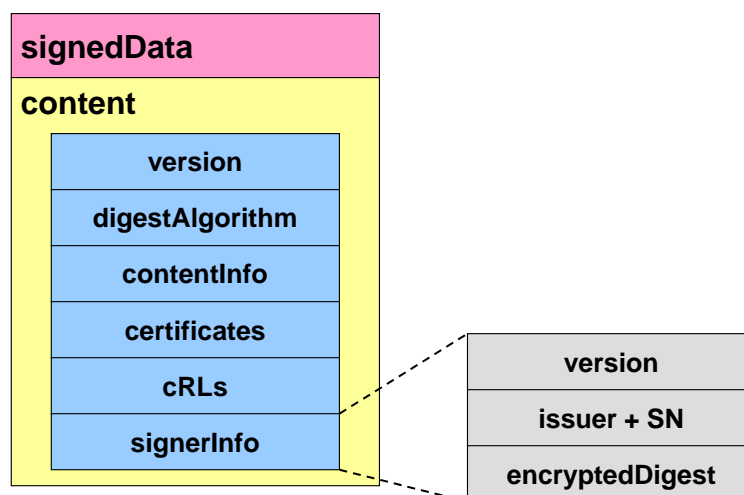 signedData
content
version
digestAlgorithm
contentInfo
certificates
cRLs
signerInfo
version
issuer + SN
encryptedDigest